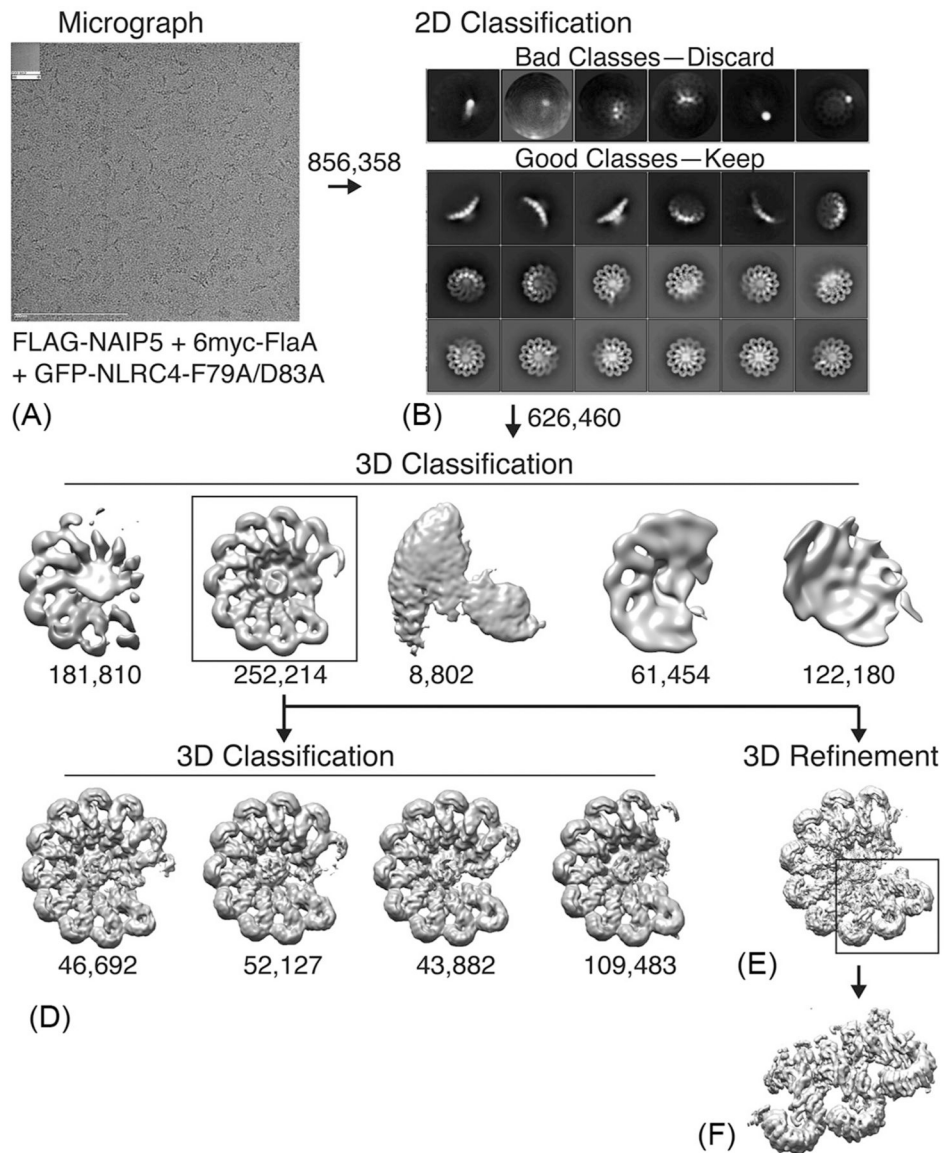 Micrograph
2D Classification
Bad Classes—Discard
856,358
Good Classes—Keep
FLAG-NAIP5 + 6myc-FlaA
+ GFP-NLRC4-F79A/D83A
(A)
(B)
626,460
3D Classification
181,810
252,214
8,802
61,454
122,180
3D Classification
3D Refinement
46,692
52,127
43,882
109,483
(E)
(D)
(F)